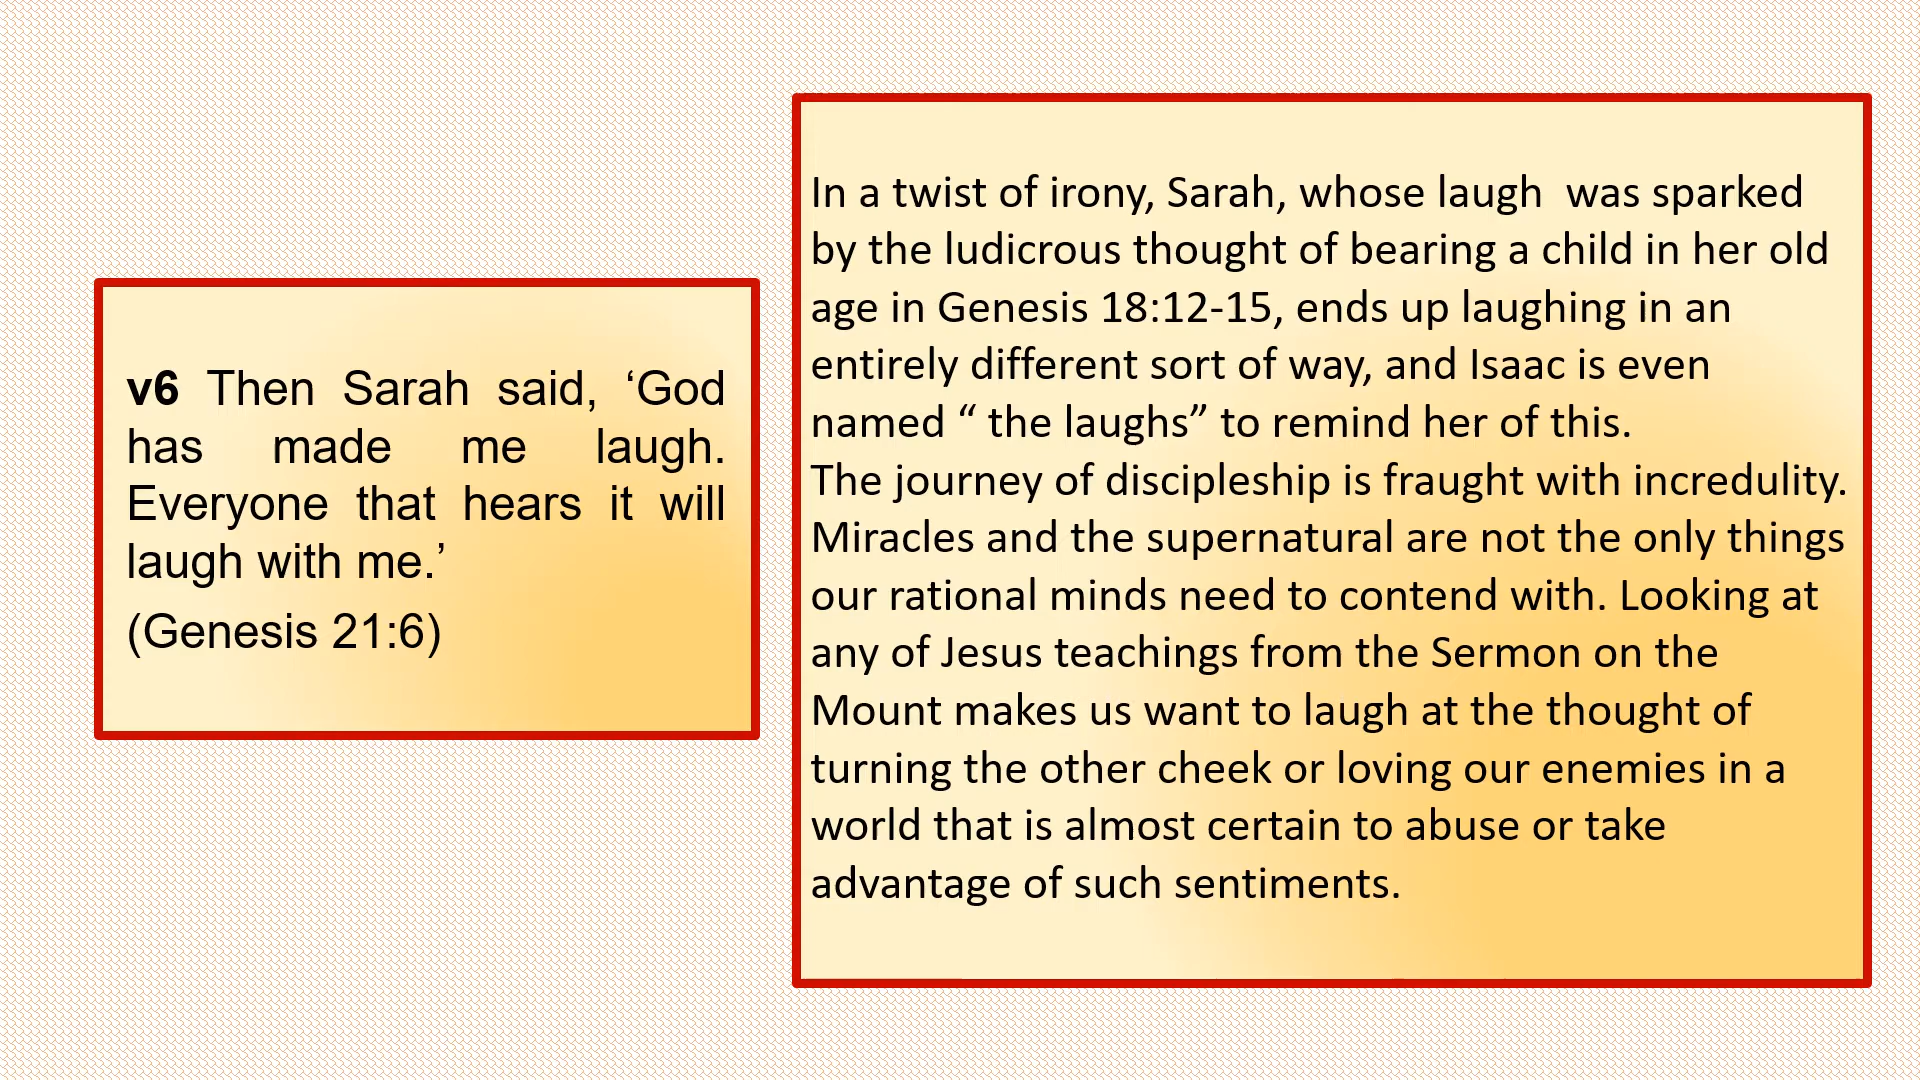 v6 Then Sarah said, ‘God
has made me laugh.
Everyone that hears it will
laugh with me.’
(Genesis 21:6)
In a twist of irony, Sarah, whose laugh  was sparked
by the ludicrous thought of bearing a child in her old
age in Genesis 18:12-15, ends up laughing in an
entirely different sort of way, and Isaac is even
named “ the laughs” to remind her of this.
The journey of discipleship is fraught with incredulity.
Miracles and the supernatural are not the only things
our rational minds need to contend with. Looking at
any of Jesus teachings from the Sermon on the
Mount makes us want to laugh at the thought of
turning the other cheek or loving our enemies in a
world that is almost certain to abuse or take
advantage of such sentiments.